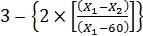 3 − {2 × [(X₁−X₂)/(X₁−60)]}